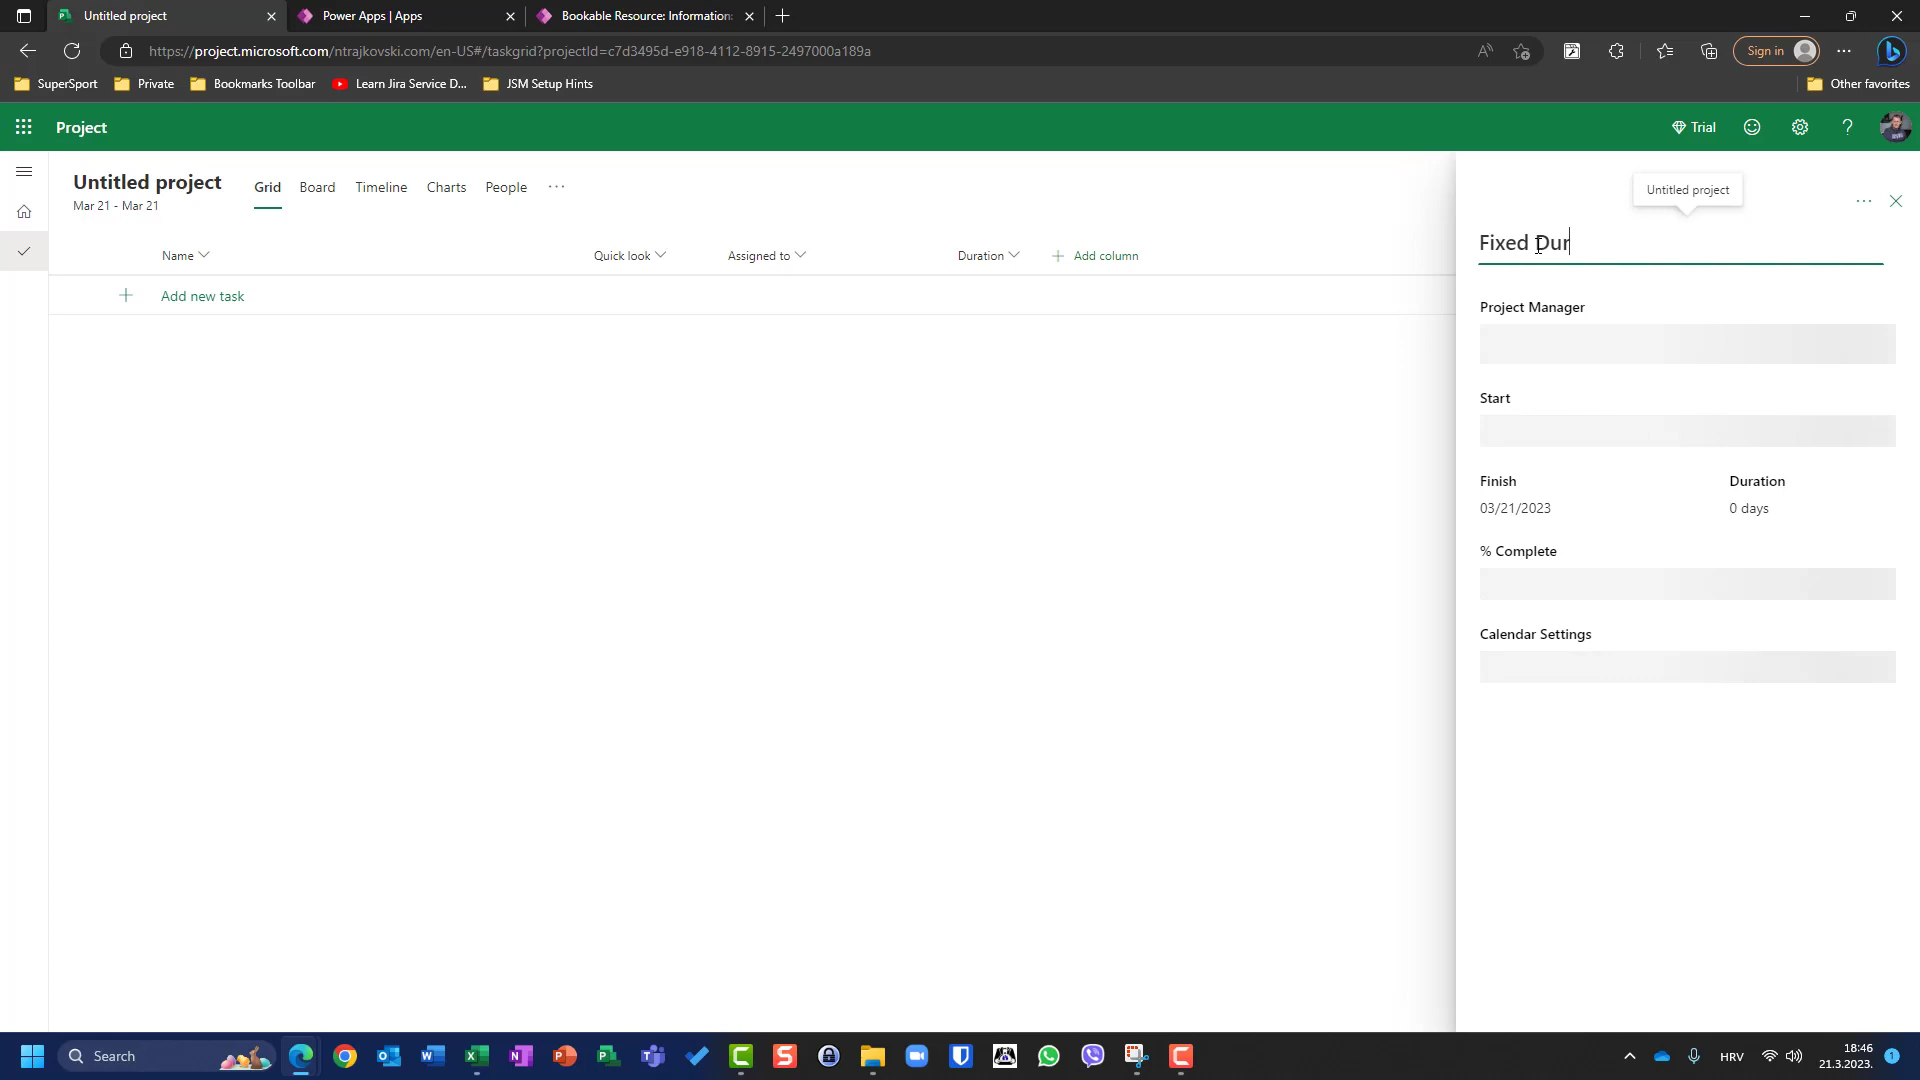 Untitled project
Power Apps | Apps
Bookable Resource: Information:
https://project.microsoft.com/ntrajkovski.com/en-US#/taskgrid?projectId=c7d3495d-e918-4112-8915-2497000a189a
Sign in
SuperSport
Private
Bookmarks Toolbar
Learn Jira Service D...
JSM Setup Hints
Other favorites
Project
Trial
Untitled project
Mar 21 - Mar 21
Grid
Board
Timeline
Charts
People
Untitled project
Fixed Dur
Name
Quick look
Assigned to
Duration
Add column
Add new task
Project Manager
Start
Finish
Duration
03/21/2023
0 days
% Complete
Calendar Settings
Search
HRV
18:46
21.3.2023.
1